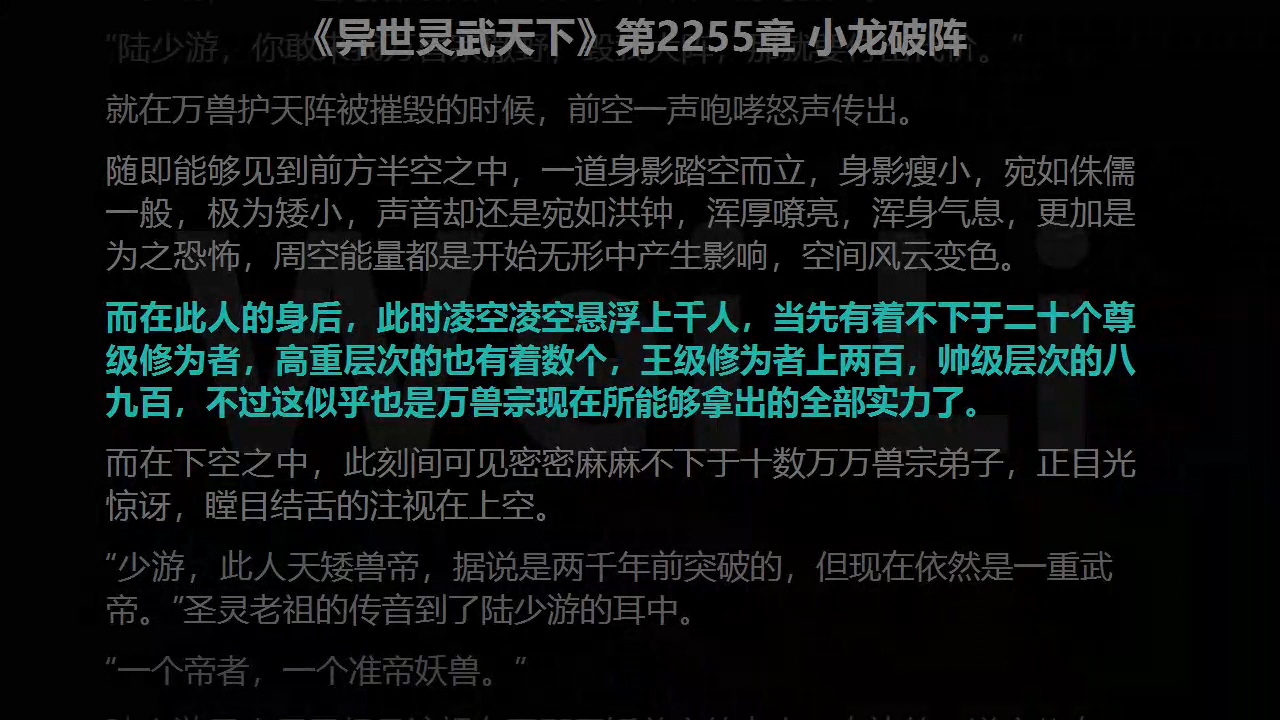 《异世灵武天下》第2255章 小龙破阵
“陆少游，你敢
就在万兽护天阵被摧毁的时候，前空一声咆哮怒声传出。
随即能够见到前方半空之中，一道身影踏空而立，身影瘦小，宛如侏儒
一般，极为矮小，声音却还是宛如洪钟，浑厚嘹亮，浑身气息，更加是
为之恐怖，周空能量都是开始无形中产生影响，空间风云变色。
而在此人的身后，此时凌空凌空悬浮上千人，当先有着不下于二十个尊
级修为者，高重层次的也有着数个，王级修为者上两百，帅级层次的八
九百，不过这似乎也是万兽宗现在所能够拿出的全部实力了。
而在下空之中，此刻间可见密密麻麻不下于十数万万兽宗弟子，正目光
惊讶，瞠目结舌的注视在上空。
“少游，此人天矮兽帝，据说是两千年前突破的，但现在依然是一重武
帝。”圣灵老祖的传音到了陆少游的耳中。
“一个帝者，一个准帝妖兽。”
Wei Li